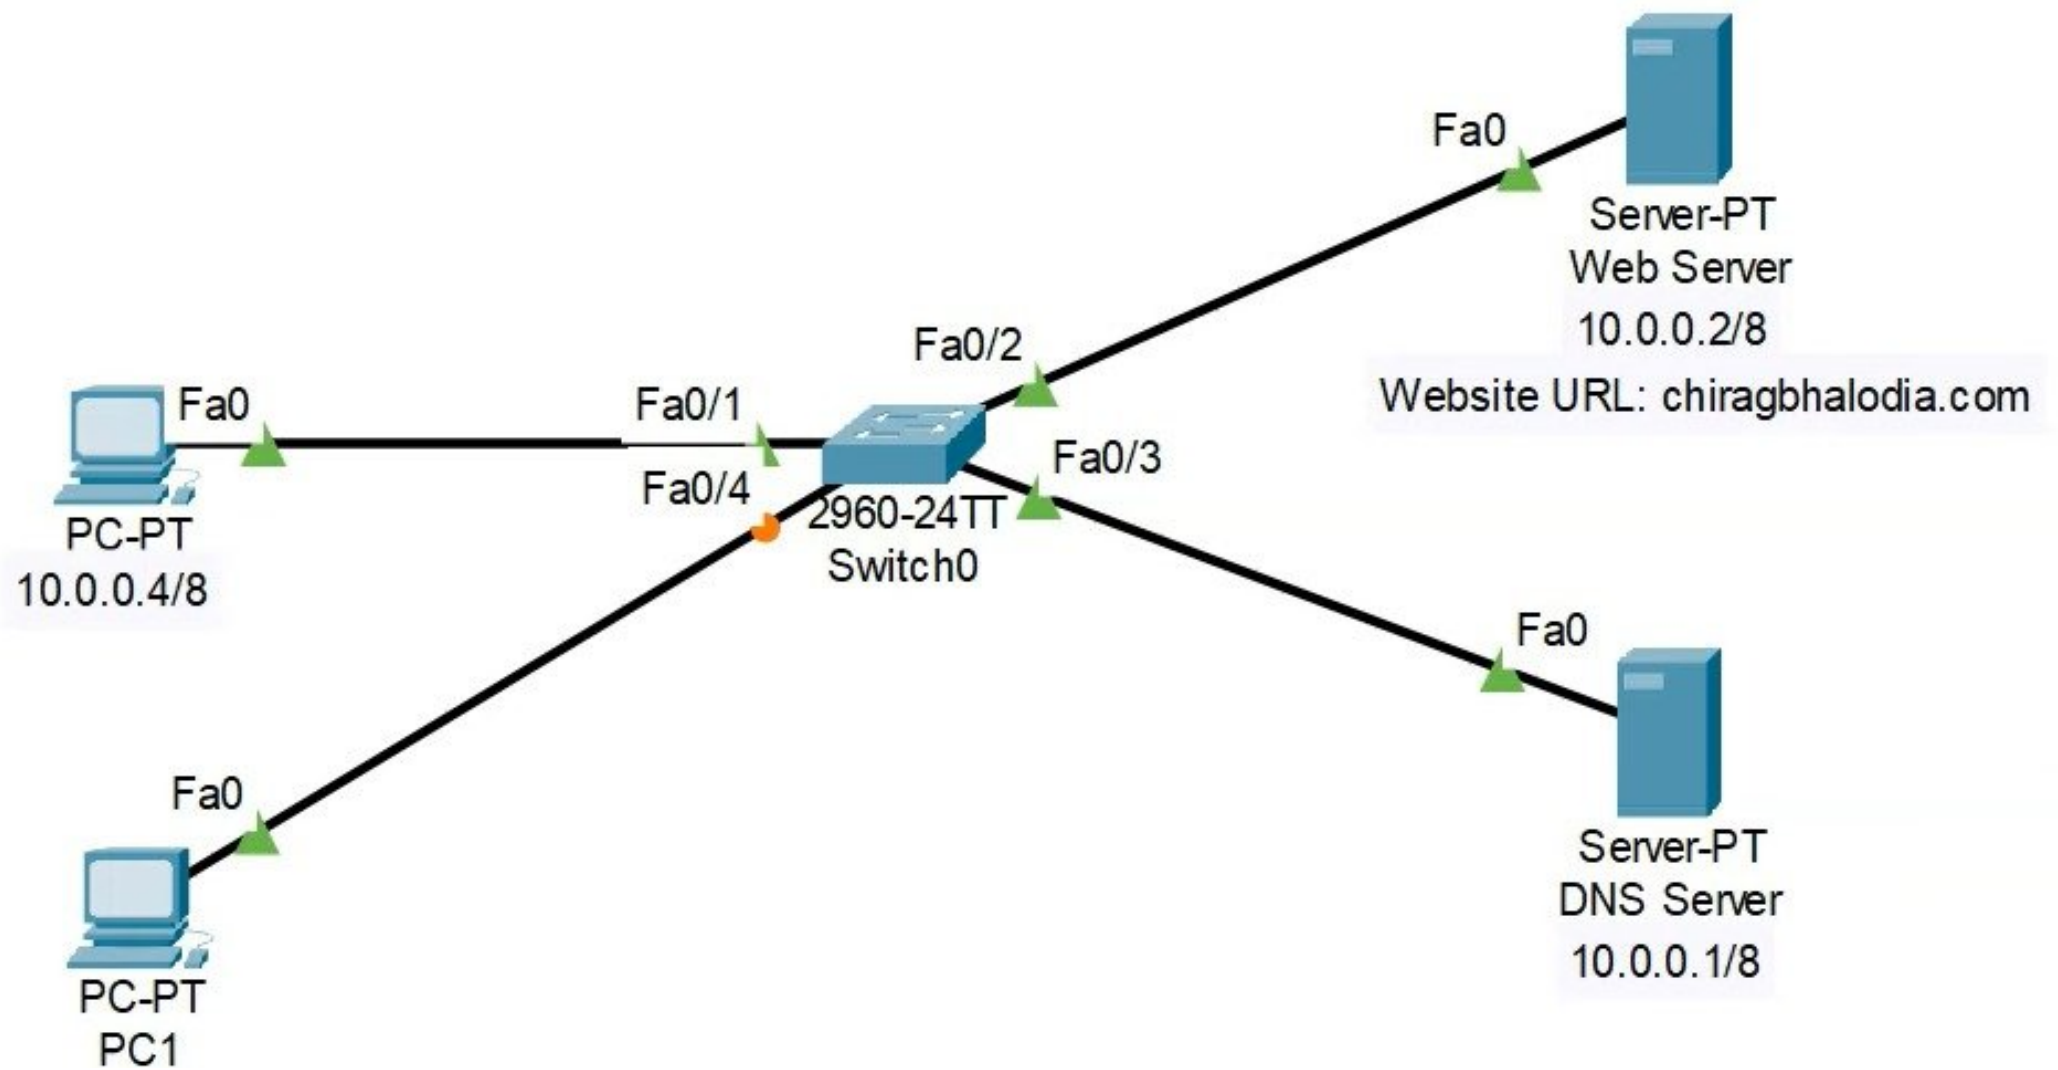 Fa0
Server-PT
Web Server
10.0.0.2/8
Website URL: chiragbhalodia.com
Fa0/2
Fa0
Fa0/1
PC-PT
10.0.0.4/8
Fa0/4
Fa0/3
2960-24TT
Switch0
Fa0
Server-PT
DNS Server
10.0.0.1/8
Fa0
PC-PT
PC1